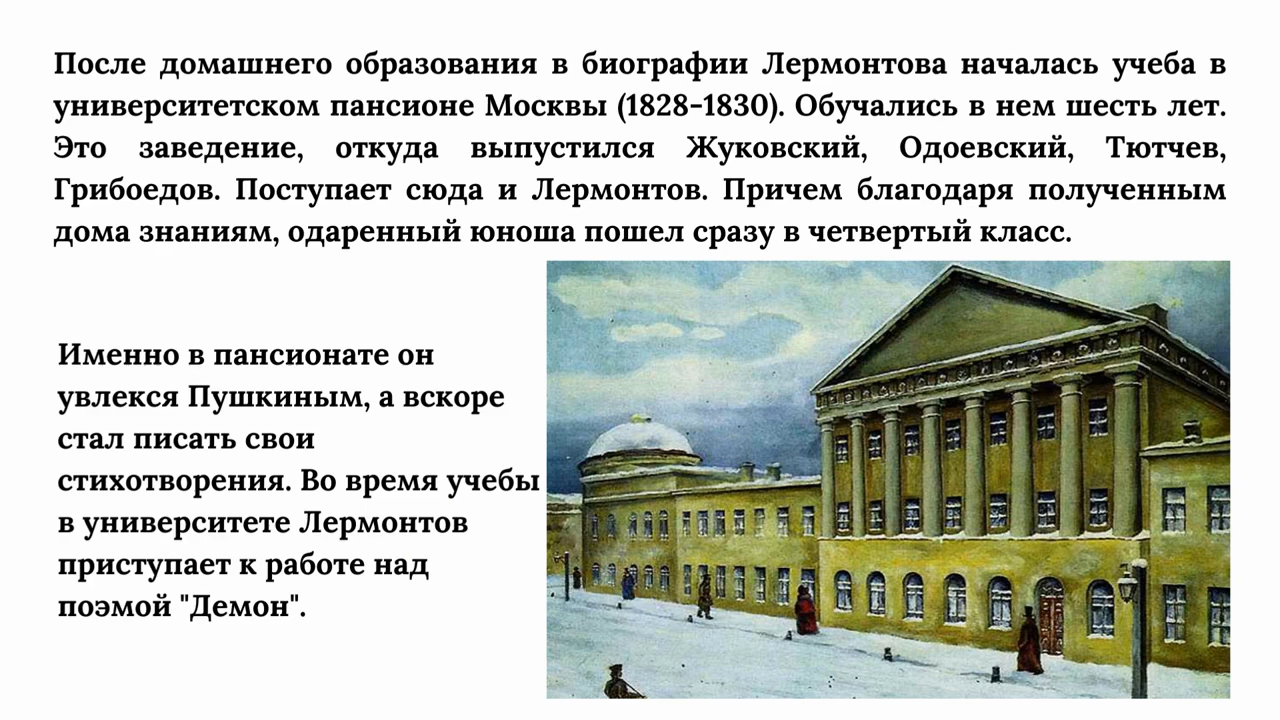 После домашнего образования в биографии Лермонтова началась учеба в
университетском пансионе Москвы (1828-1830). Обучались в нем шесть лет.
Это заведение, откуда выпустился Жуковский, Одоевский, Тютчев,
Грибоедов. Поступает сюда и Лермонтов. Причем благодаря полученным
дома знаниям, одаренный юноша пошел сразу в четвертый класс.
Именно в пансионате он
увлекся Пушкиным, а вскоре
стал писать свои
стихотворения. Во время учебы
в университете Лермонтов
приступает к работе над
поэмой "Демон".